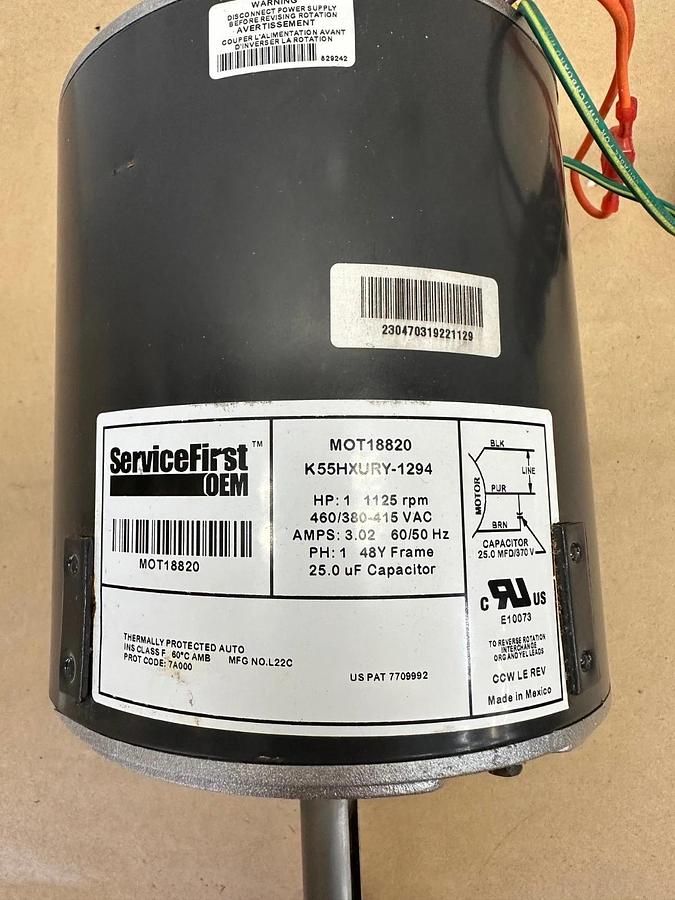 WARNING
DISCONNECT POWER SUPPLY
BEFORE REVISING ROTATION
AVERTISSEMENT
COUPER L'ALIMENTATION AVANT
D'INVERSER LA ROTATION
829242
230470319221129
ServiceFirst™
OEM
MOT18820
MOT18820
K55HXURY-1294
HP: 1 1125 rpm
460/380-415 VAC
AMPS: 3.02 60/50 Hz
PH: 1 48Y Frame
25.0 uF Capacitor
BLK
LINE
PUR
MOTOR
BRN
CAPACITOR
25.0 MFD/370 V
C RU US
E10073
TO REVERSE ROTATION
INTERCHANGE
ORG AND YEL LEADS
CCW LE REV
Made in Mexico
THERMALLY PROTECTED AUTO
INS CLASS F 60°C AMB MFG NO.L22C
PROT CODE: 7A000
US PAT 7709992